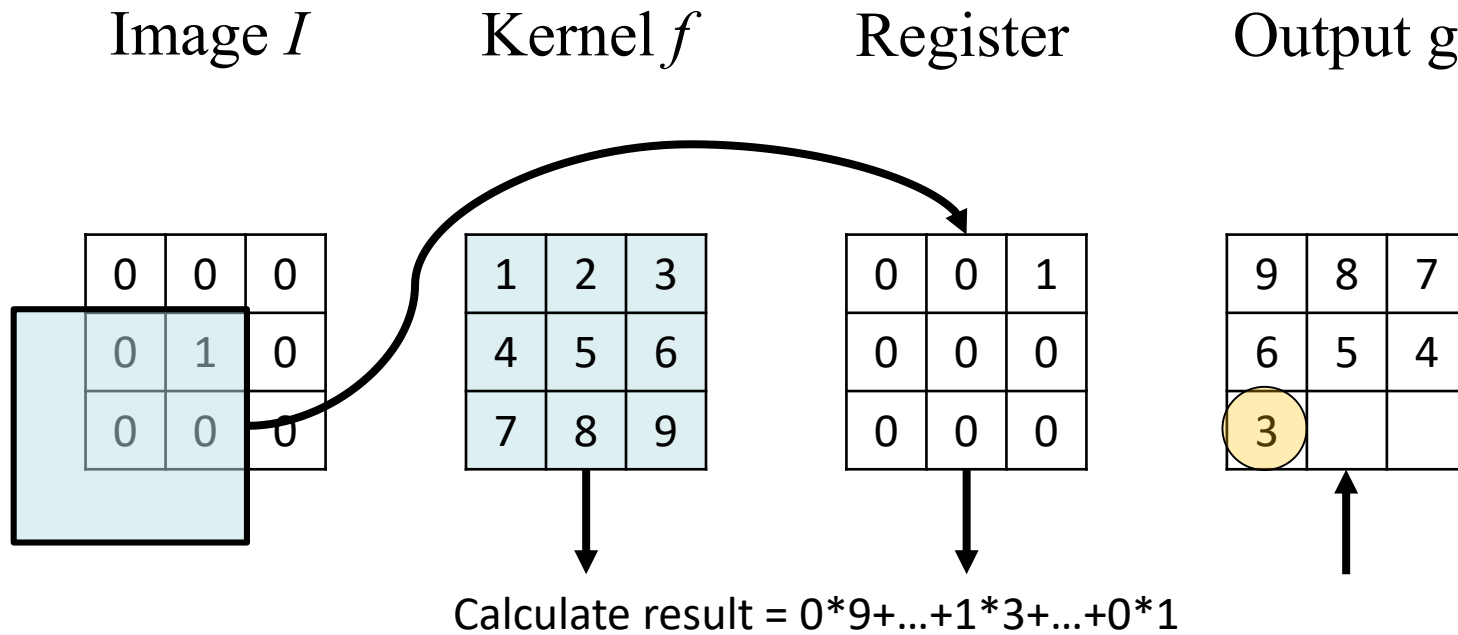 Image I Kernel f Register Output g
0 0 0 1 2 3 0 0 1 9 8 7
0 1 0 4 5 6 0 0 0 6 5 4
0 0 0 7 8 9 0 0 0 3
Calculate result = 0*9+...+1*3+...+0*1